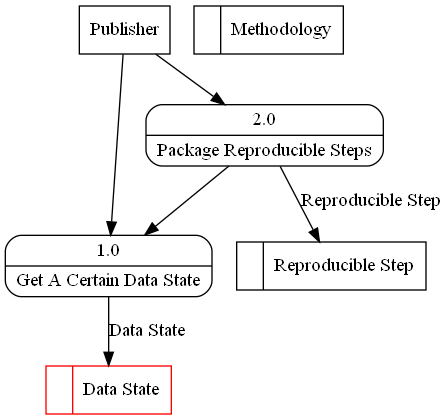 Publisher
Methodology
2.0
Package Reproducible Steps
Reproducible Step
1.0
Get A Certain Data State
Reproducible Step
Data State
Data State